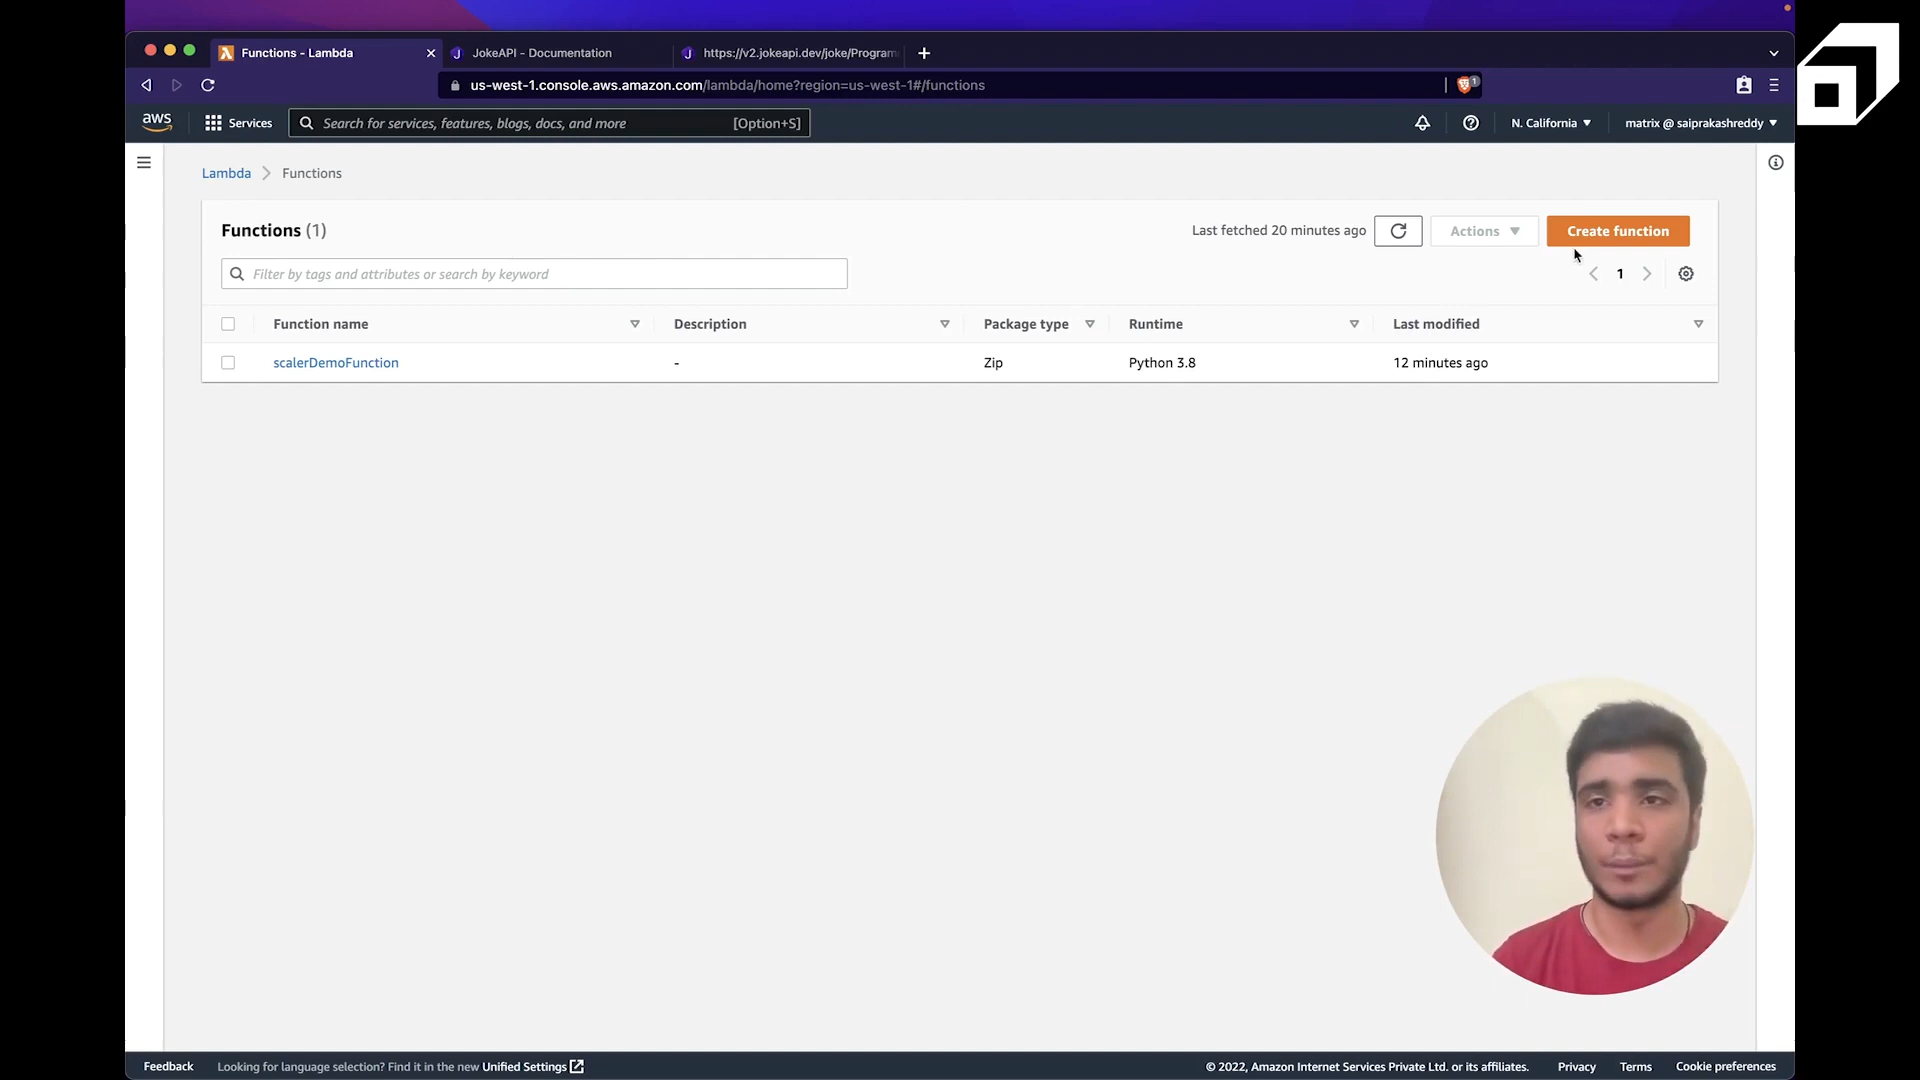 Functions - Lambda
JokeAPI - Documentation
https://v2.jokeapi.dev/joke/Program
us-west-1.console.aws.amazon.com/lambda/home?region=us-west-1#/functions
1
aws
Services
Search for services, features, blogs, docs, and more
[Option+S]
N. California
matrix @ saiprakashreddy
Lambda
Functions
Functions (1)
Last fetched 20 minutes ago
Actions
Create function
Filter by tags and attributes or search by keyword
1
Function name
Description
Package type
Runtime
Last modified
scalerDemoFunction
-
Zip
Python 3.8
12 minutes ago
Feedback
Looking for language selection? Find it in the new Unified Settings
© 2022, Amazon Internet Services Private Ltd. or its affiliates.
Privacy
Terms
Cookie preferences